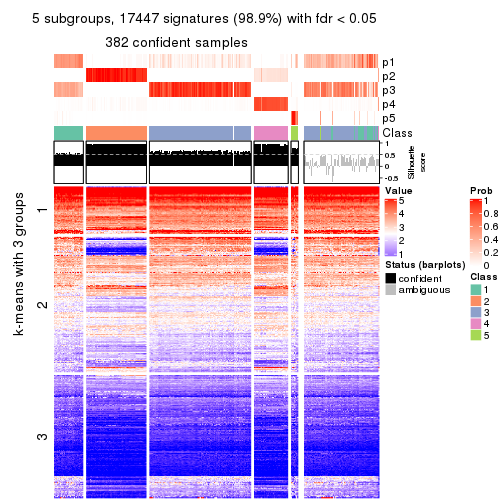 5 subgroups, 17447 signatures (98.9%) with fdr < 0.05
382 confident samples
p1
p2
p3
p4
p5
Class
1
0.5
0
-0.5
Silhouette
score
k-means with 3 groups
1
2
3
Value
5
4
3
2
1
Status (barplots)
confident
ambiguous
Prob
1
0.8
0.6
0.4
0.2
0
Class
1
2
3
4
5